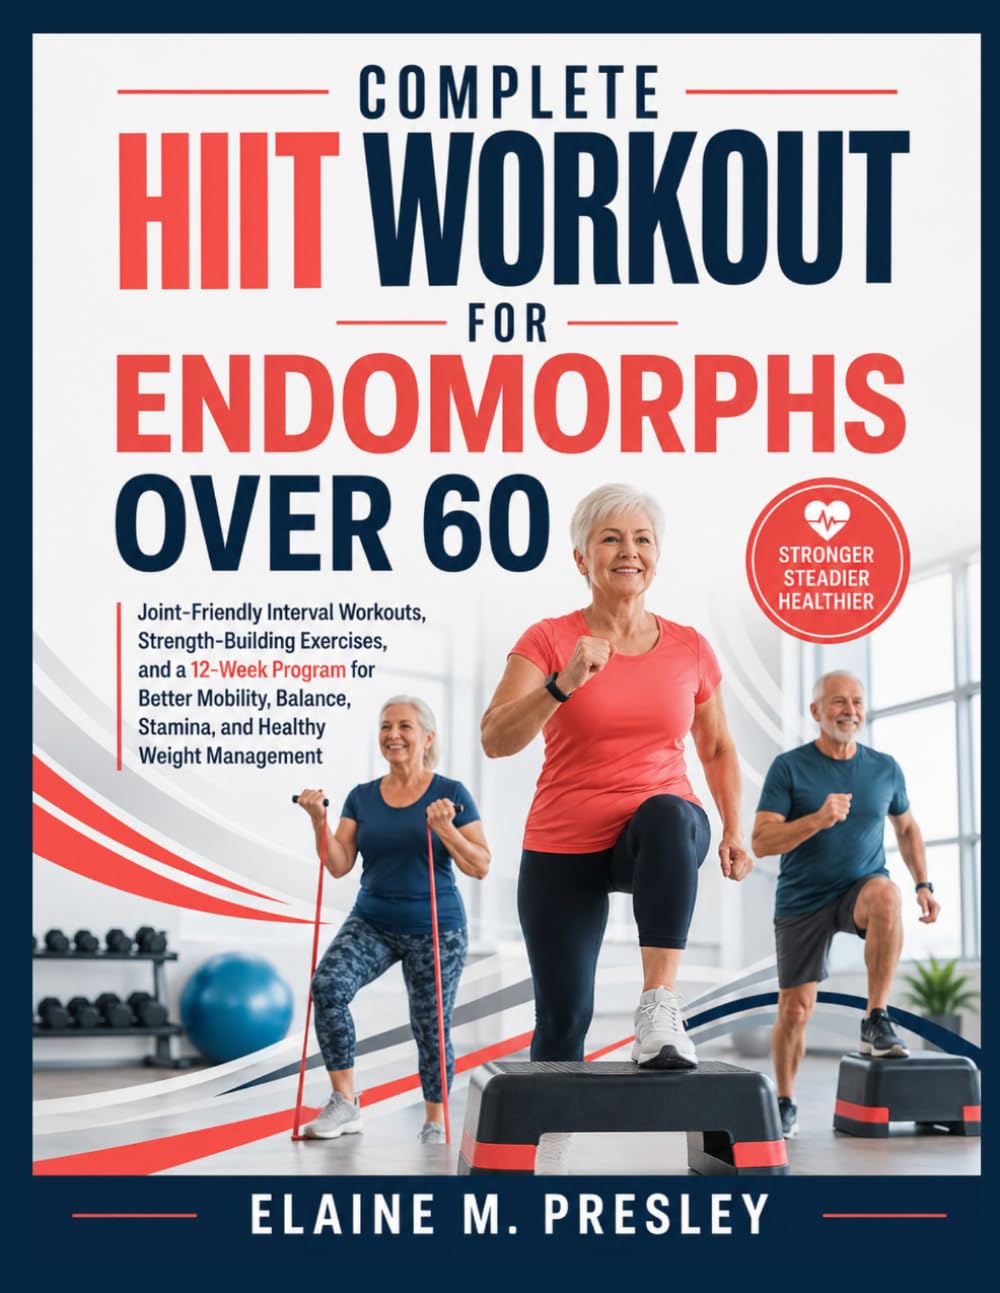 COMPLETE
HIIT WORKOUT
FOR
ENDOMORPHS
OVER 60
Joint-Friendly Interval Workouts,
Strength-Building Exercises,
and a 12-Week Program for
Better Mobility, Balance,
Stamina, and Healthy
Weight Management
STRONGER
STEADIER
HEALTHIER
ELAINE M. PRESLEY